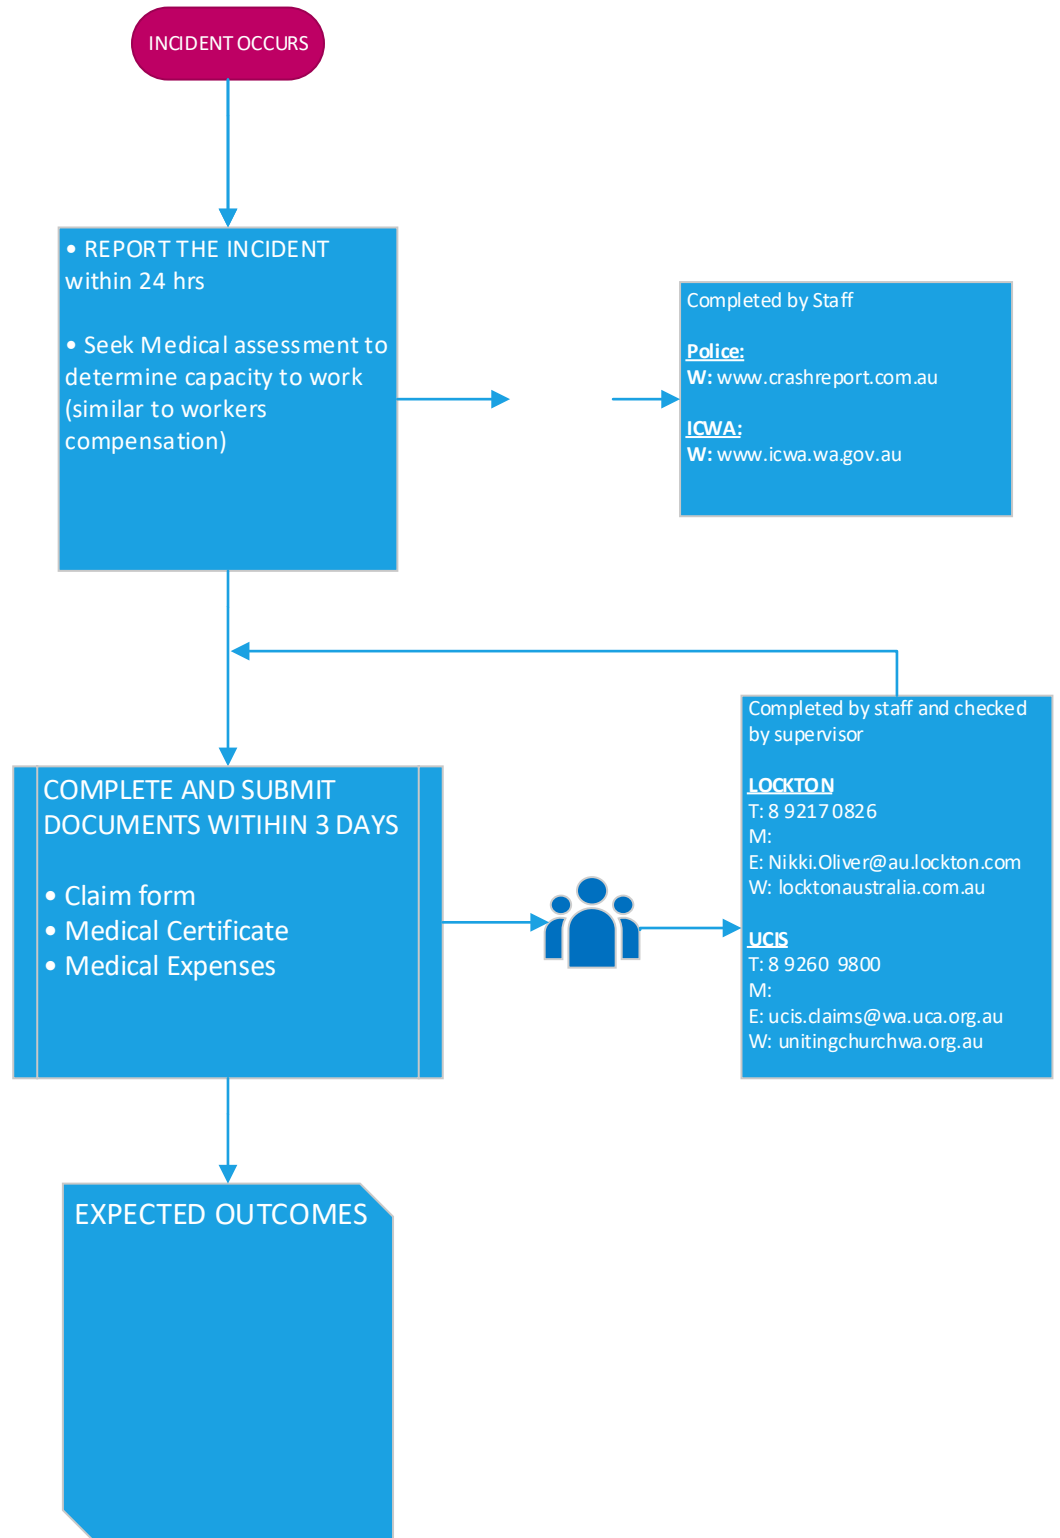 INCIDENT OCCURS
• REPORT THE INCIDENT
within 24 hrs
• Seek Medical assessment to
determine capacity to work
(similar to workers
compensation)
Completed by Staff
Police:
W: www.crashreport.com.au
ICWA:
W: www.icwa.wa.gov.au
COMPLETE AND SUBMIT
DOCUMENTS WITIHIN 3 DAYS
• Claim form
• Medical Certificate
• Medical Expenses
Completed by staff and checked
by supervisor
LOCKTON
T: 8 9217 0826
M:
E: Nikki.Oliver@au.lockton.com
W: locktonaustralia.com.au
UCIS
T: 8 9260 9800
M:
E: ucis.claims@wa.uca.org.au
W: unitingchurchwa.org.au
EXPECTED OUTCOMES